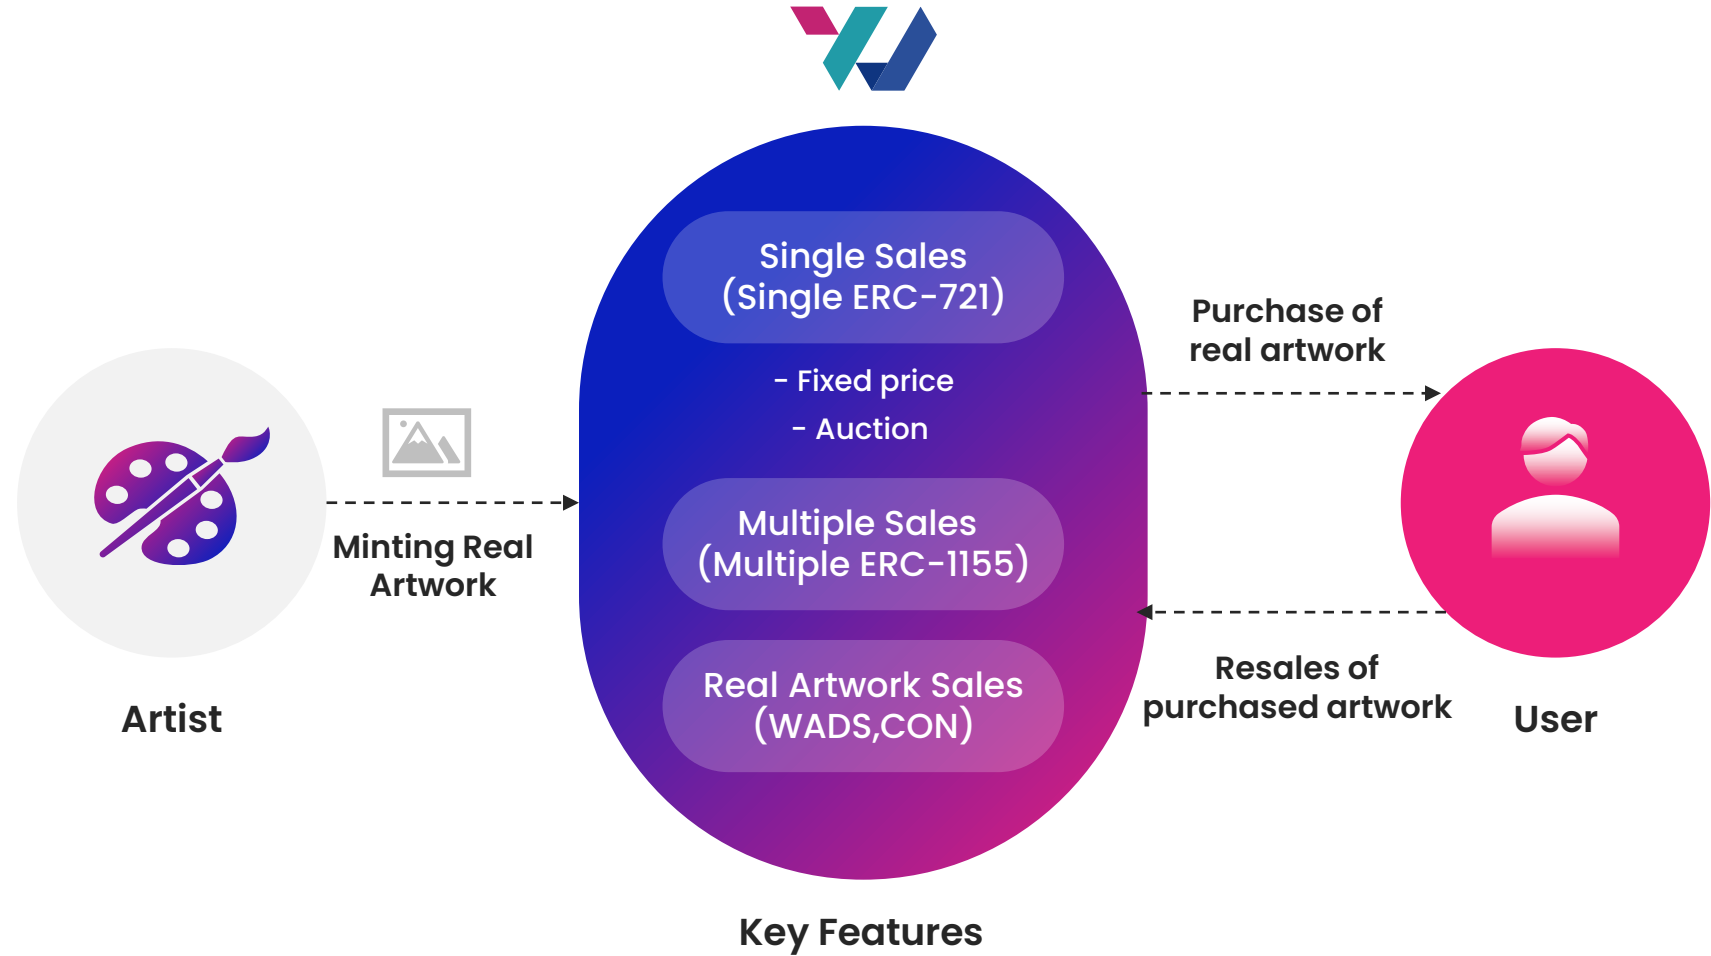 Single Sales
(Single ERC-721)
- Fixed price
- Auction
Multiple Sales
(Multiple ERC-1155)
Real Artwork Sales
(WADS,CON)
Minting Real
Artwork
Artist
Purchase of
real artwork
Resales of
purchased artwork
User
Key Features